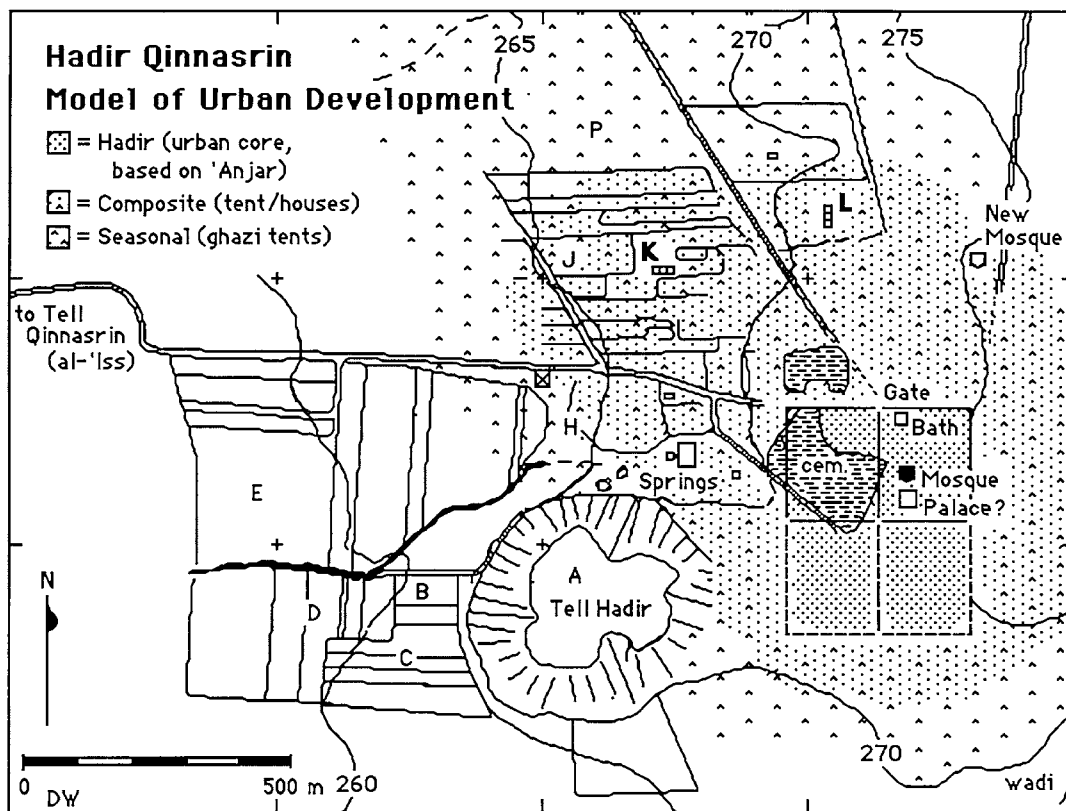 Hadir Qinnasrin
Model of Urban Development
= Hadir (urban core,
based on 'Anjar)
= Composite (tent/houses)
= Seasonal (ghazi tents)
265
270
275
P
L
New
Mosque
J
K
to Tell
Qinnasrin
(al-'Iss)
Gate
Bath
H
cem.
Mosque
Palace?
Springs
E
N
A
Tell Hadir
B
D
C
270
260
wadi
0
500 m
DW